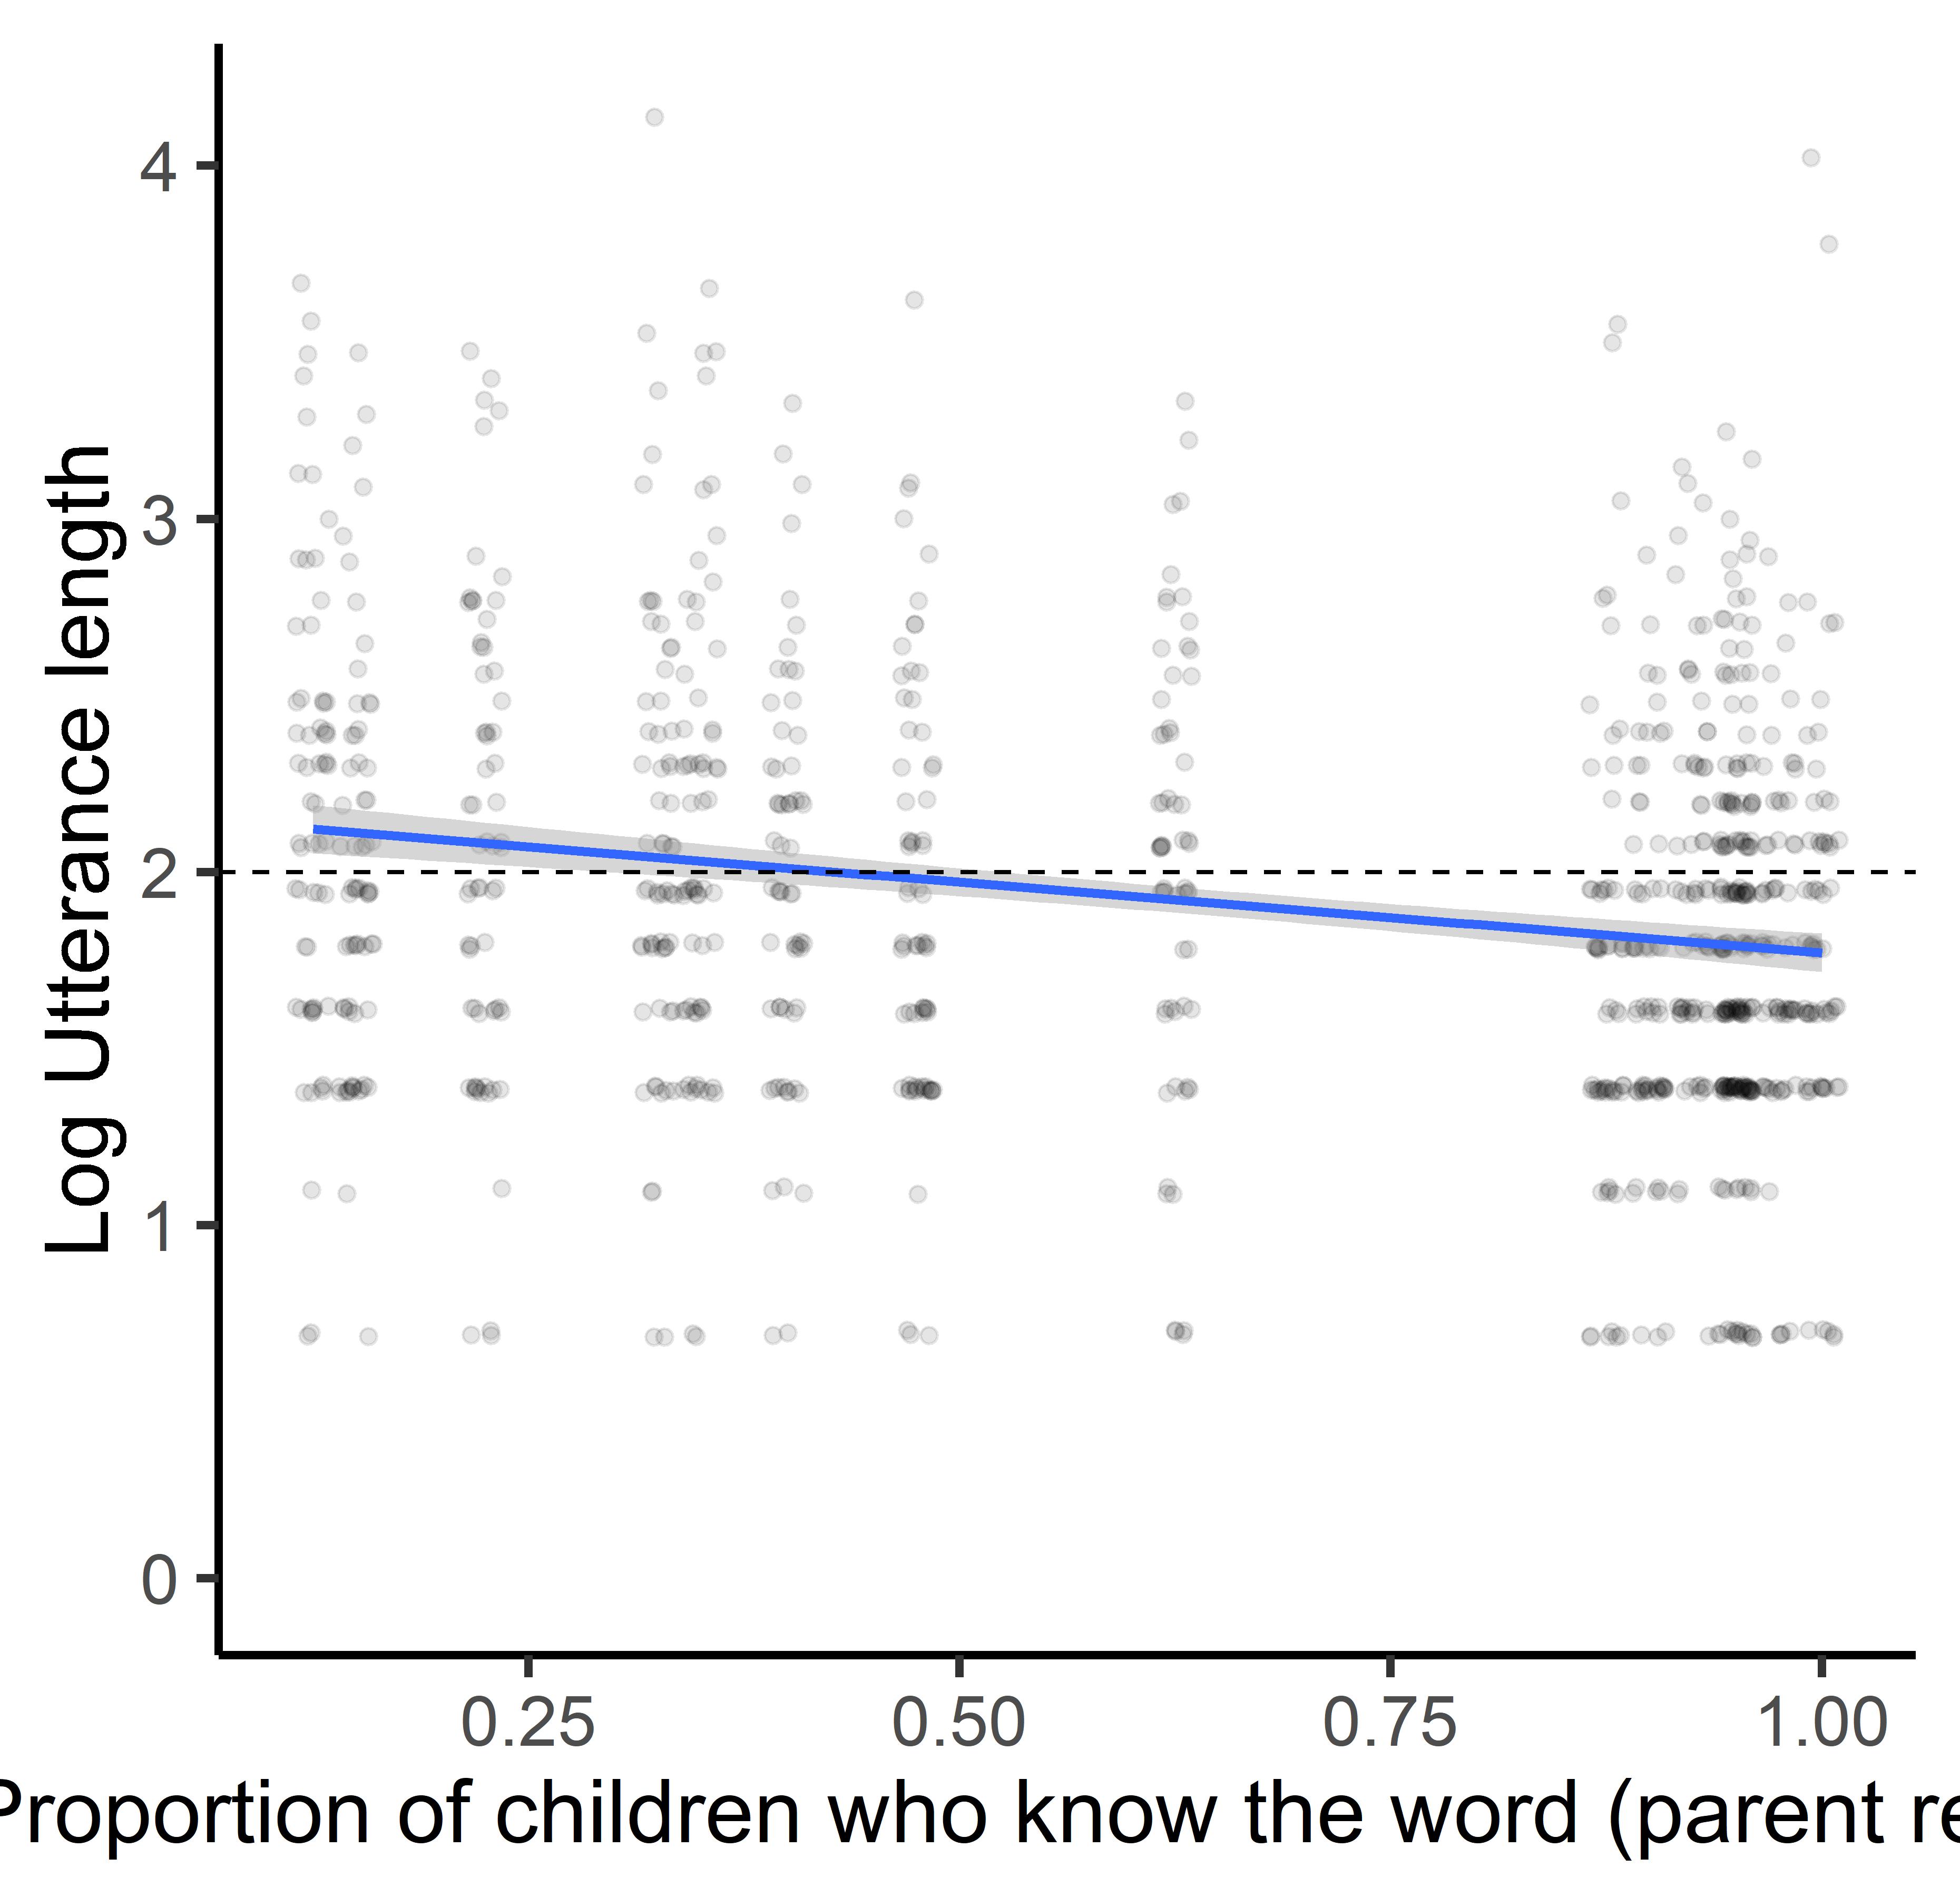 Log Utterance length
4
3
2
1
0
0.25 0.50 0.75 1.00
Proportion of children who know the word (parent re